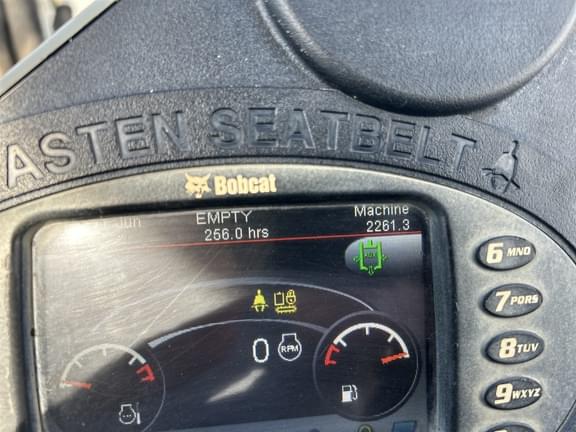 ASTEN SEATBELT
Bobcat
EMPTY Machine
256.0 hrs 2261.3
AUX
6 MNO
7 PQRS
8 TUV
9 WXYZ
0 RPM